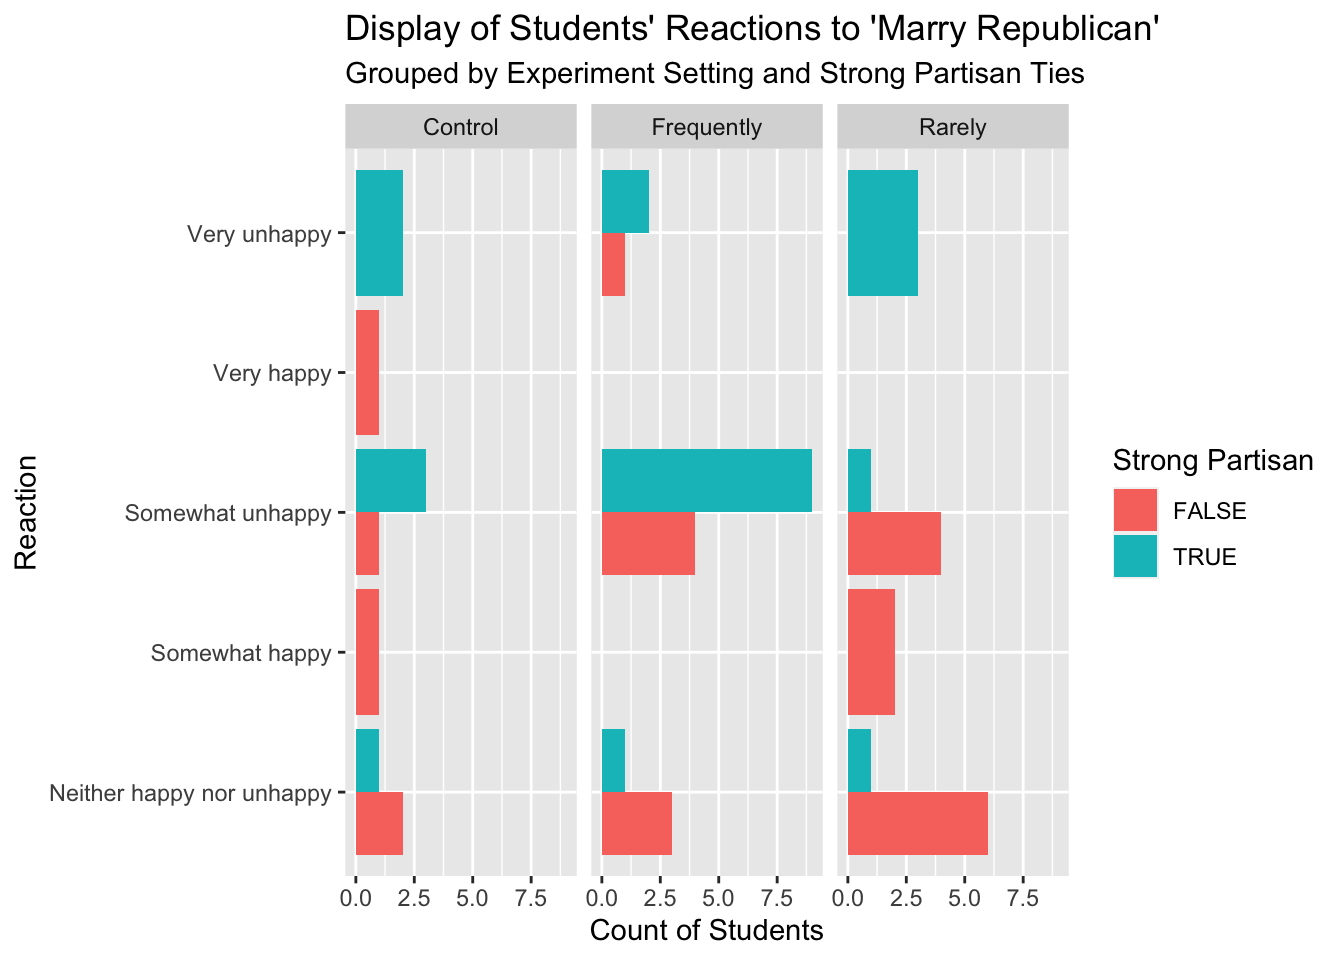 Display of Students' Reactions to 'Marry Republican'
Grouped by Experiment Setting and Strong Partisan Ties
Control
Frequently
Rarely
Very unhappy
Very happy
Somewhat unhappy
Somewhat happy
Neither happy nor unhappy
Reaction
0.0 2.5 5.0 7.5
0.0 2.5 5.0 7.5
0.0 2.5 5.0 7.5
Count of Students
Strong Partisan
FALSE
TRUE